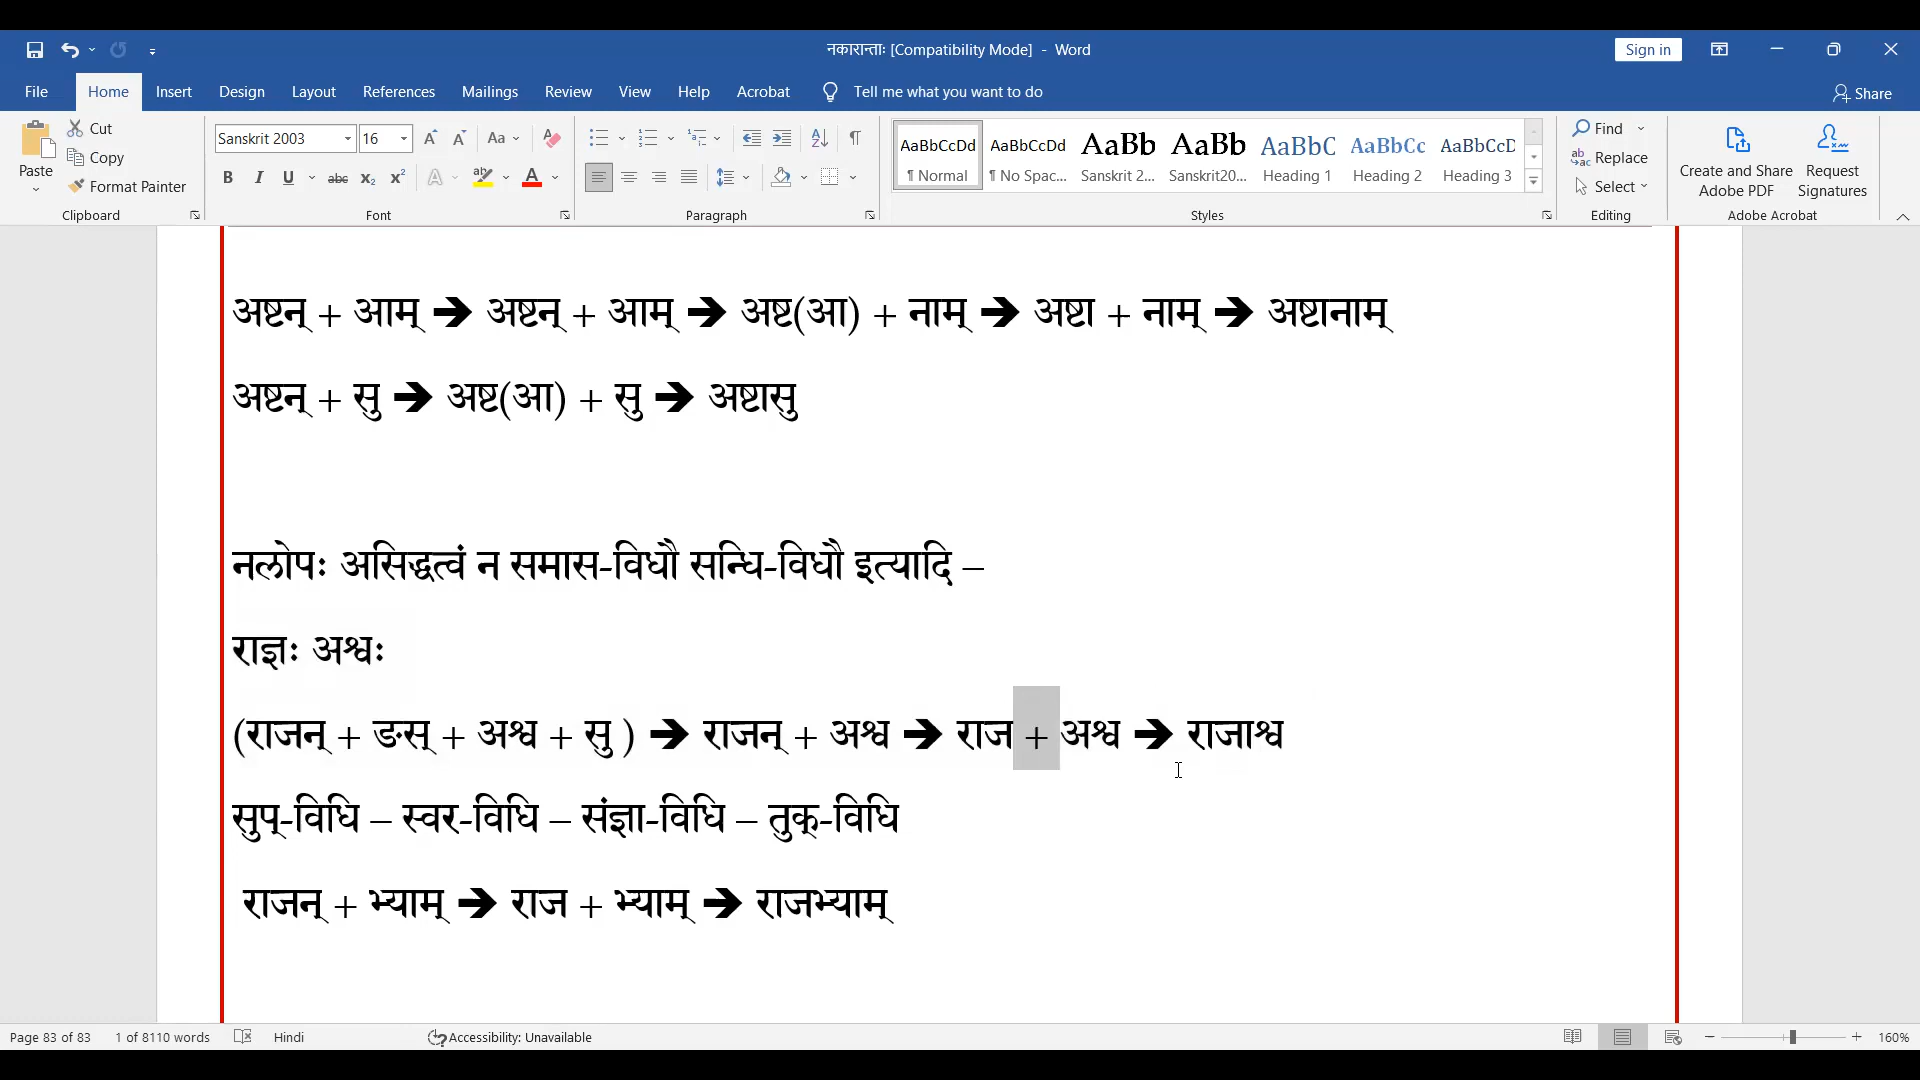 नकारान्ताः [Compatibility Mode] - Word
Sign in
File Home Insert Design Layout References Mailings Review View Help Acrobat Tell me what you want to do Share
Cut
Copy
Format Painter
Paste
Sanskrit 2003 16
AaBbCcDd AaBbCcDd AaBb AaBb AaBbC AaBbCc AaBbCcD
¶ Normal ¶ No Spac... Sanskrit 2... Sanskrit20... Heading 1 Heading 2 Heading 3
Find
Replace
Select
Create and Share Adobe PDF
Request Signatures
Clipboard Font Paragraph Styles Editing Adobe Acrobat
अष्टन् + आम् 🡺 अष्टन् + आम् 🡺 अष्ट(आ) + नाम् 🡺 अष्टा + नाम् 🡺 अष्टानाम्
अष्टन् + सु 🡺 अष्ट(आ) + सु 🡺 अष्टासु
नलोपः असिद्धत्वं न समास-विधौ सन्धि-विधौ इत्यादि –
राज्ञः अश्वः
(राजन् + ङस् + अश्व + सु ) 🡺 राजन् + अश्व 🡺 राज + अश्व 🡺 राजाश्व
सुप्-विधि – स्वर-विधि – संज्ञा-विधि – तुक्-विधि
राजन् + भ्याम् 🡺 राज + भ्याम् 🡺 राजभ्याम्
Page 83 of 83 1 of 8110 words Hindi Accessibility: Unavailable 160%